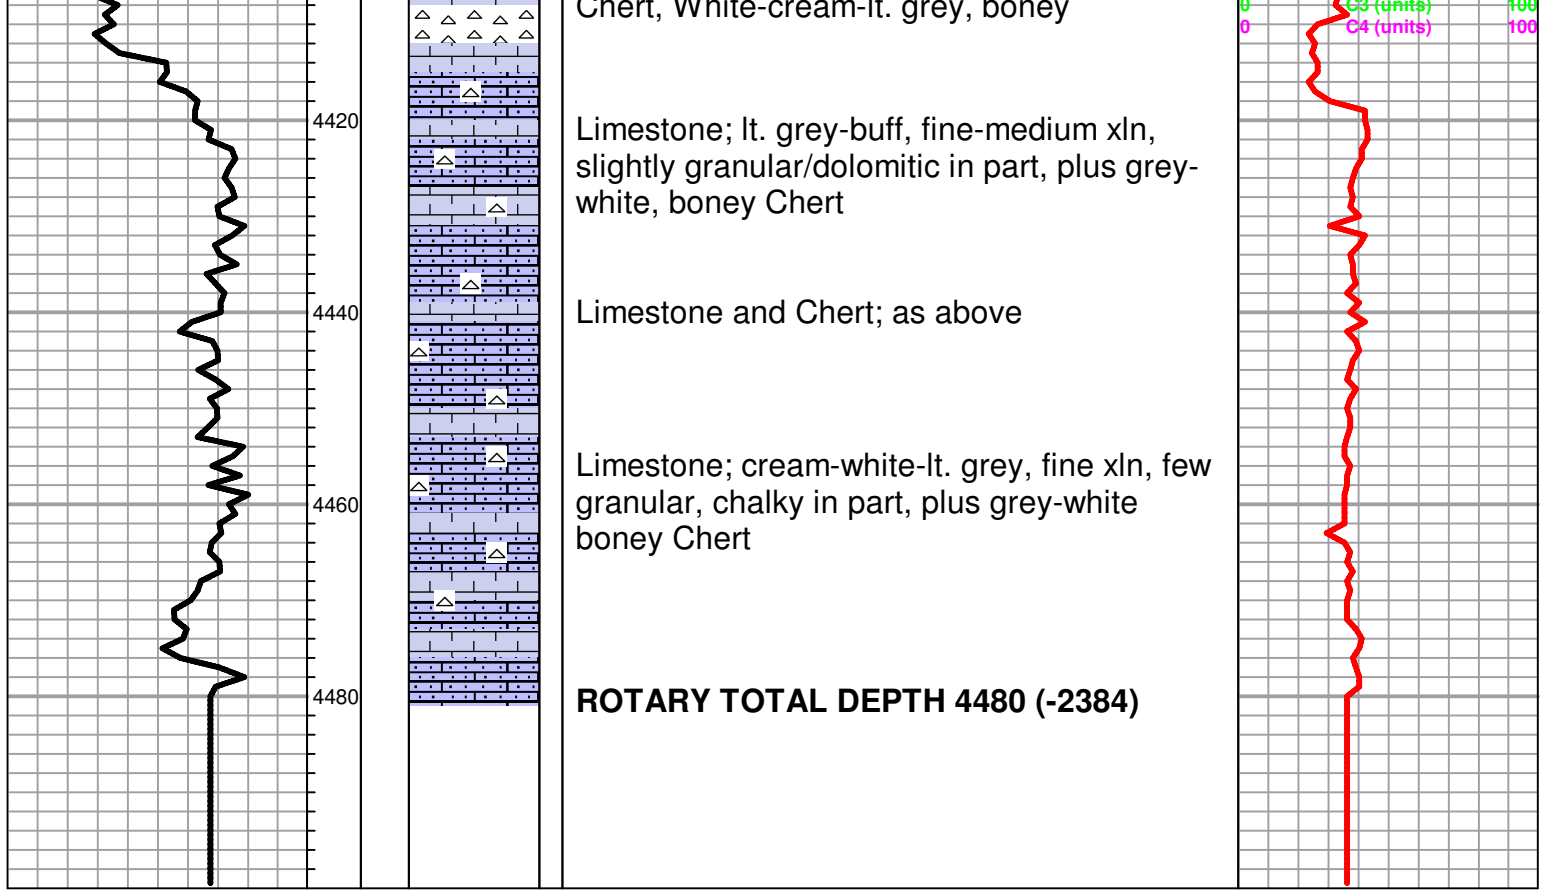 Chert, White-cream-lt. grey, boney
0 C3 (units) 100
0 C4 (units) 100
4420
Limestone; lt. grey-buff, fine-medium xln,
slightly granular/dolomitic in part, plus grey-
white, boney Chert
4440
Limestone and Chert; as above
Limestone; cream-white-lt. grey, fine xln, few
granular, chalky in part, plus grey-white
boney Chert
4460
4480
ROTARY TOTAL DEPTH 4480 (-2384)